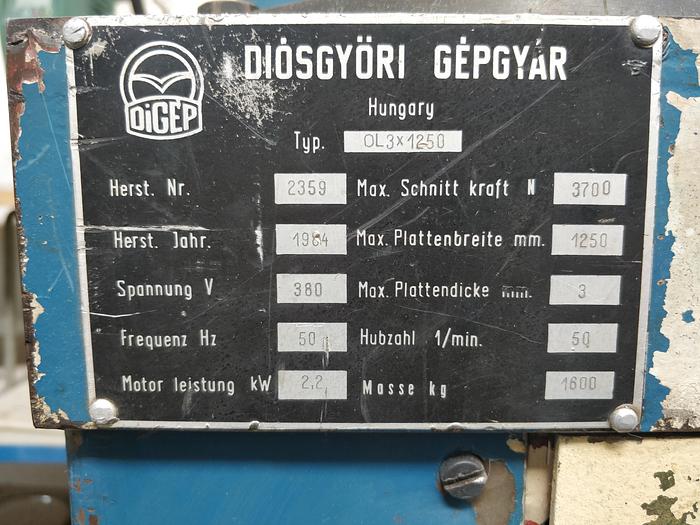 DIÓSGYÖRI GÉPGYÁR
DiGÉP
Hungary
Typ. OL3x1250
Herst. Nr. 2359 Max. Schnitt kraft N 3700
Herst. Jahr. 1984 Max. Plattenbreite mm. 1250
Spannung V 380 Max. Plattendicke mm. 3
Frequenz Hz 50 Hubzahl 1/min. 50
Motor leistung kW 2,2 Masse kg 1600